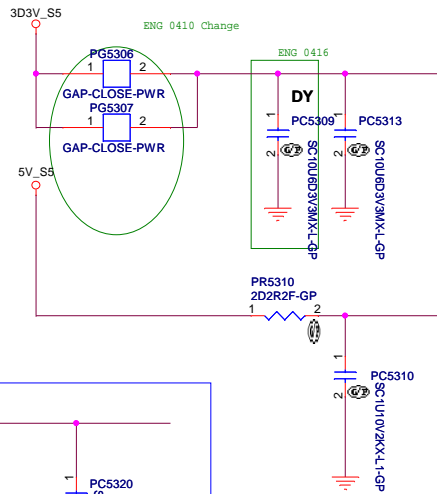 3D3V_S5
ENG 0410 Change
PG5306
1 2
GAP-CLOSE-PWR
PG5307
1 2
GAP-CLOSE-PWR
ENG 0416
DY
1
PC5309
2
SC10U6D3V3MX-L-GP
1
PC5313
2
SC10U6D3V3MX-L-GP
5V_S5
PR5310
2D2R2F-GP
1 2
1
PC5310
2
SC1U10V2KX-L1-GP
1
PC5320